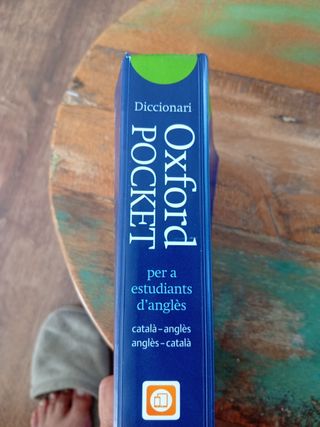 Diccionari
Oxford
POCKET
per a
estudiants
d'anglès
català – anglès
anglès – català